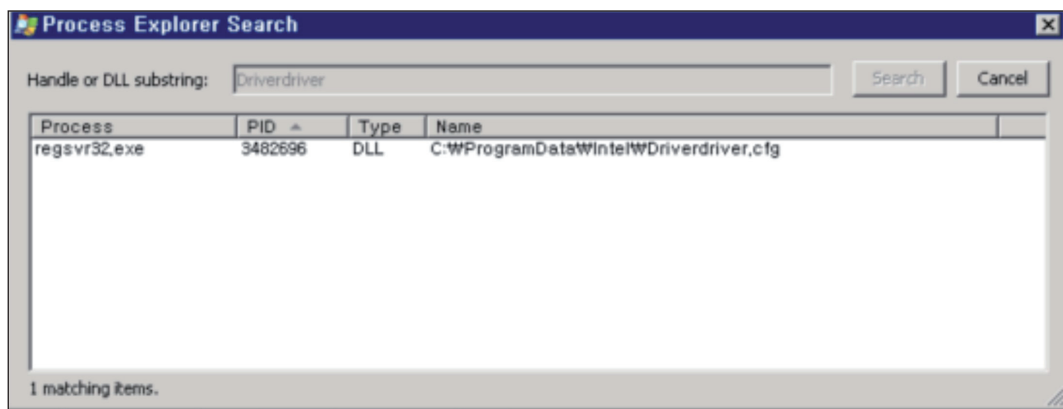 Process Explorer Search
Handle or DLL substring: Driverdriver Search Cancel
Process PID Type Name
regsvr32,exe 3482696 DLL C:₩ProgramData₩Intel₩Driverdriver,cfg
1 matching items.